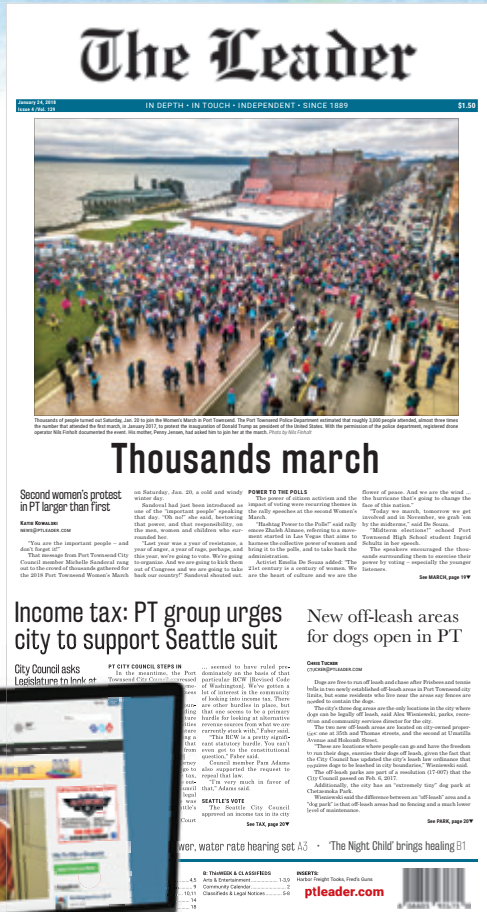 The Leader
January 24, 2018
Issue 4 /Vol. 129
IN DEPTH • IN TOUCH • INDEPENDENT • SINCE 1889
$1.50
Thousands of people turned out Saturday, Jan. 20 to join the Women's March in Port Townsend. The Port Townsend Police Department estimated that roughly 3,000 people attended, almost three times
the number that attended the first march, in January 2017, to protest the inauguration of Donald Trump as president of the United States. With the permission of the police department, registered drone
operator Nils Finholt documented the event. His mother, Penny Jensen, had asked him to join her at the march. Photo by Nils Finholt
Thousands march
Second women's protest
in PT larger than first
KATIE KOWALSKI
NEWS@PTLEADER.COM
"You are the important people – and
don't forget it!"
That message from Port Townsend City
Council member Michelle Sandoval rang
out to the crowd of thousands gathered for
the 2018 Port Townsend Women's March
on Saturday, Jan. 20, a cold and windy
winter day.
Sandoval had just been introduced as
one of the "important people" speaking
that day. "Oh no!" she said, bestowing
that power, and that responsibility, on
the men, women and children who sur-
rounded her.
"Last year was a year of resistance, a
year of anger, a year of rage, perhaps, and
this year, we're going to vote. We're going
to organize. And we are going to kick them
out of Congress and we are going to take
back our country!" Sandoval shouted out.
POWER TO THE POLLS
The power of citizen activism and the
impact of voting were recurring themes in
the rally speeches at the second Women's
March.
"Hashtag Power to the Polls!" said rally
emcee Zhaleh Almaee, referring to a move-
ment started in Las Vegas that aims to
harness the collective power of women and
bring it to the polls, and to take back the
administration.
Activist Emelia De Souza added: "The
21st century is a century of women. We
are the heart of culture and we are the
flower of peace. And we are the wind ...
the hurricane that's going to change the
face of this nation."
"Today we march, tomorrow we get
involved and in November, we grab 'em
by the midterms," said De Souza.
"Midterm elections!" echoed Port
Townsend High School student Ingrid
Schultz in her speech.
The speakers encouraged the thou-
sands surrounding them to exercise their
power by voting – especially the younger
listeners.
See MARCH, page 19▼
Income tax: PT group urges
city to support Seattle suit
City Council asks
Legislature to look at
PT CITY COUNCIL STEPS IN
In the meantime, the Port
... seemed to have ruled pre-
dominately on the basis of that
particular RCW [Revised Code
of Washington]. We've gotten a
lot of interest in the community
of looking into income tax. There
are other hurdles in place, but
that one seems to be a primary
hurdle for looking at alternative
revenue sources from what we are
currently stuck with," Faber said.
"This RCW is a pretty signifi-
cant statutory hurdle. You can't
even get to the constitutional
question," Faber said.
Council member Pam Adams
also supported the request to
repeal that law.
"I'm very much in favor of
that," Adams said.
SEATTLE'S VOTE
The Seattle City Council
approved an income tax in its city
See TAX, page 20▼
New off-leash areas
for dogs open in PT
CHRIS TUCKER
CTUCKER@PTLEADER.COM
Dogs are free to run off leash and chase after Frisbees and tennis
balls in two newly established off-leash areas in Port Townsend city
limits, but some residents who live near the areas say fences are
needed to contain the dogs.
The city's three dog areas are the only locations in the city where
dogs can be legally off leash, said Alex Wisniewski, parks, recre-
ation and community services director for the city.
The two new off-leash areas are located on city-owned proper-
ties: one at 35th and Thomas streets, and the second at Umatilla
Avenue and Holcomb Street.
"These are locations where people can go and have the freedom
to run their dogs, exercise their dogs off leash, given the fact that
the City Council has updated the city's leash law ordinance that
requires dogs to be leashed in city boundaries," Wisniewski said.
The off-leash parks are part of a resolution (17-007) that the
City Council passed on Feb. 6, 2017.
Additionally, the city has an "extremely tiny" dog park at
Chetzemoka Park.
Wisniewski said the difference between an "off-leash" area and a
"dog park" is that off-leash areas had no fencing and a much lower
level of maintenance.
See PARK, page 20▼
wer, water rate hearing set A3 • 'The Night Child' brings healing B1
4,5
10,11
14
18
B: ThisWEEK & CLASSIFIEDS
Arts & Entertainment 1-3,9
Community Calendar 2
Classifieds & Legal Notices 5-8
INSERTS:
Harbor Freight Tools, Fred's Guns
ptleader.com